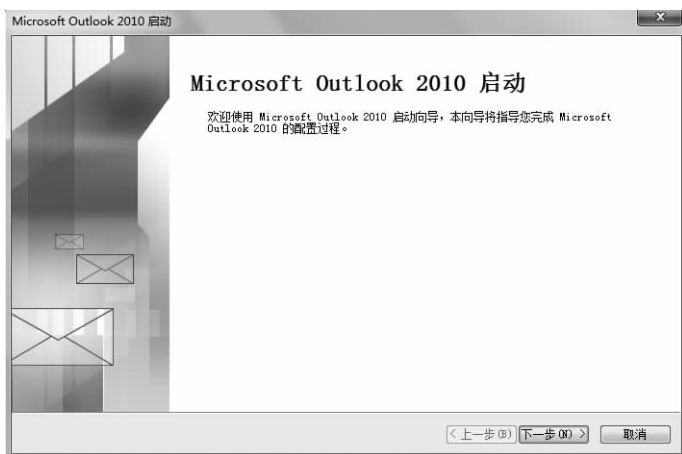 Microsoft Outlook 2010 启动
Microsoft Outlook 2010 启动
欢迎使用 Microsoft Outlook 2010 启动向导，本向导将指导您完成 Microsoft
Outlook 2010 的配置过程。
< 上一步(B) 下一步(N) > 取消